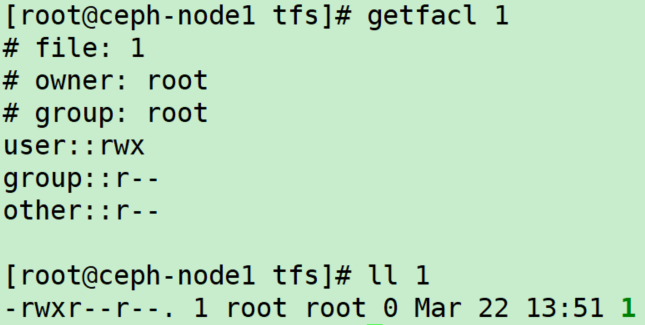 [root@ceph-node1 tfs]# getfacl 1
# file: 1
# owner: root
# group: root
user::rwx
group::r--
other::r--
[root@ceph-node1 tfs]# ll 1
-rwxr--r--. 1 root root 0 Mar 22 13:51 1